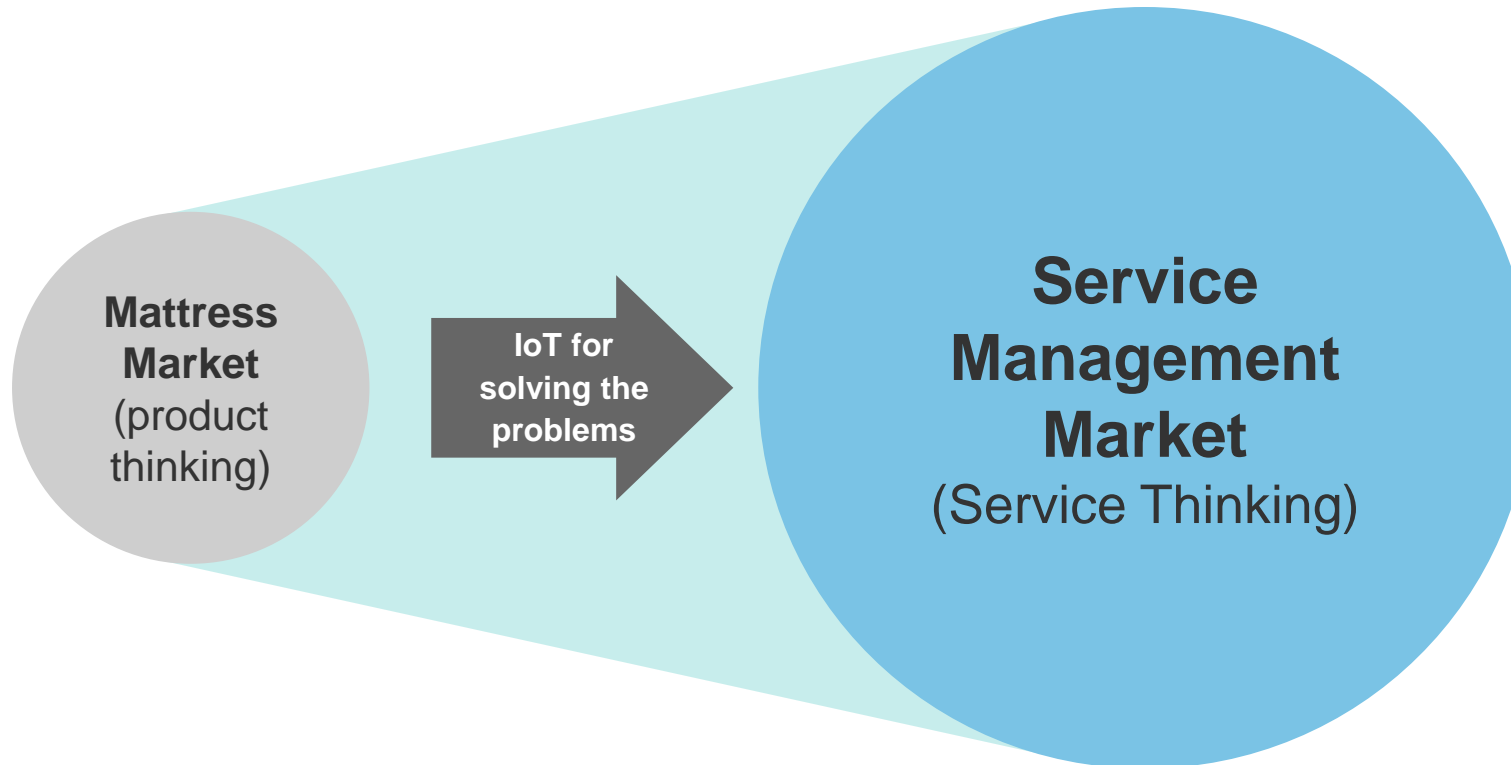 Mattress
Market
(product
thinking)
IoT for
solving the
problems
Service
Management
Market
(Service Thinking)